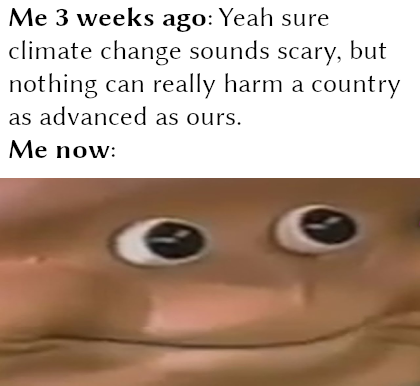 Me 3 weeks ago: Yeah sure
climate change sounds scary, but
nothing can really harm a country
as advanced as ours.
Me now: